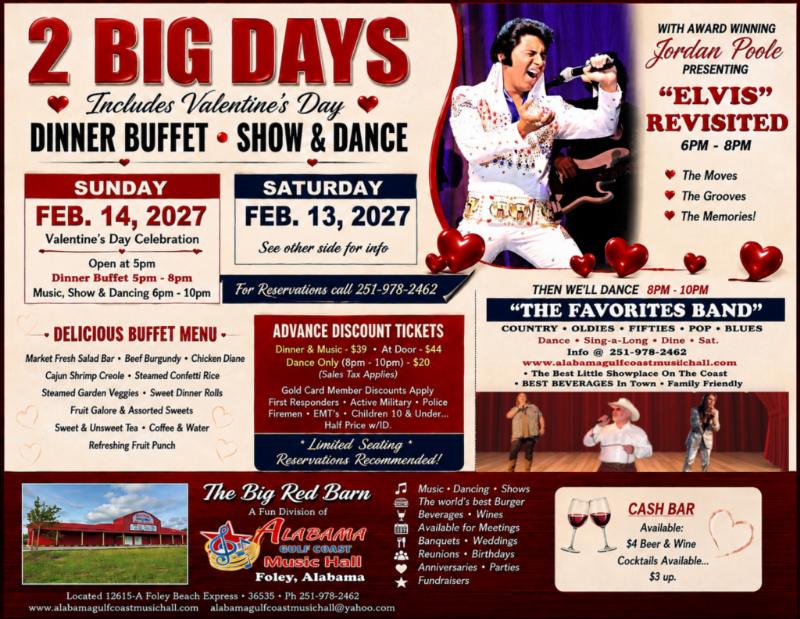 2 BIG DAYS
Includes Valentine's Day
DINNER BUFFET • SHOW & DANCE
SUNDAY
FEB. 14, 2027
Valentine's Day Celebration
Open at 5pm
Dinner Buffet 5pm - 8pm
Music, Show & Dancing 6pm - 10pm
SATURDAY
FEB. 13, 2027
See other side for info
For Reservations call 251-978-2462
WITH AWARD WINNING
Jordan Poole
PRESENTING
"ELVIS"
REVISITED
6PM - 8PM
The Moves
The Grooves
The Memories!
DELICIOUS BUFFET MENU
Market Fresh Salad Bar • Beef Burgundy • Chicken Diane
Cajun Shrimp Creole • Steamed Confetti Rice
Steamed Garden Veggies • Sweet Dinner Rolls
Fruit Galore & Assorted Sweets
Sweet & Unsweet Tea • Coffee & Water
Refreshing Fruit Punch
ADVANCE DISCOUNT TICKETS
Dinner & Music - $39 • At Door - $44
Dance Only (8pm - 10pm) - $20
(Sales Tax Applies)
Gold Card Member Discounts Apply
First Responders • Active Military • Police
Firemen • EMT's • Children 10 & Under...
Half Price w/ID.
* Limited Seating *
Reservations Recommended!
THEN WE'LL DANCE 8PM - 10PM
"THE FAVORITES BAND"
COUNTRY • OLDIES • FIFTIES • POP • BLUES
Dance • Sing-a-Long • Dine • Sat.
Info @ 251-978-2462
www.alabamagulfcoastmusichall.com
• The Best Little Showplace On The Coast
• BEST BEVERAGES In Town • Family Friendly
The Big Red Barn
A Fun Division of
ALABAMA
GULF COAST
Music Hall
Foley, Alabama
Located 12615-A Foley Beach Express • 36535 • Ph 251-978-2462
www.alabamagulfcoastmusichall.com alabamagulfcoastmusichall@yahoo.com
Music • Dancing • Shows
The world's best Burger
Beverages • Wines
Available for Meetings
Banquets • Weddings
Reunions • Birthdays
Anniversaries • Parties
Fundraisers
CASH BAR
Available:
$4 Beer & Wine
Cocktails Available...
$3 up.